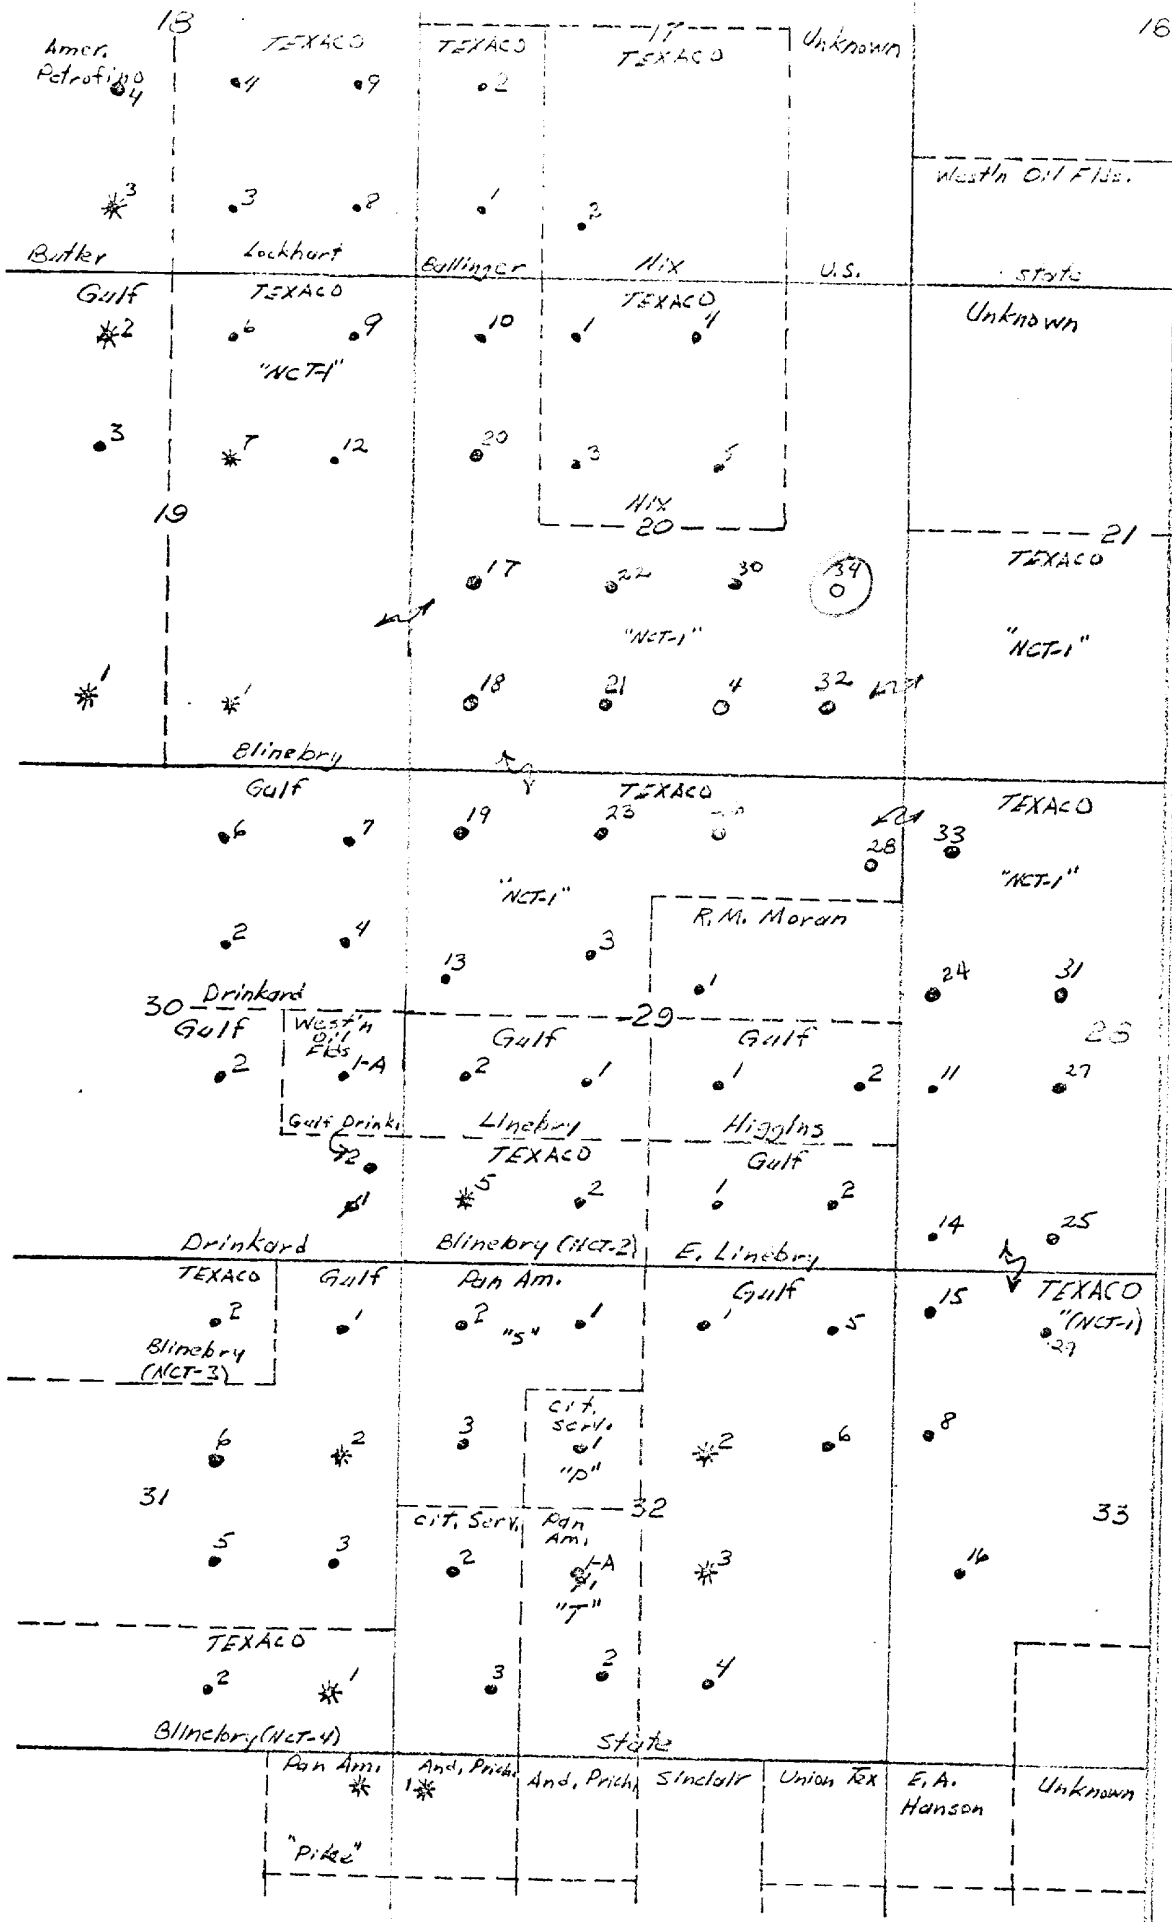 18
17
16
Amer.
Petrofina
TEXACO
TEXACO
TEXACO
Unknown
4
4
9
2
West'n Oil Flds.
3
3
8
1
2
Butler
Lockhart
Ballinger
Nix
U.S.
State
Gulf
TEXACO
TEXACO
Unknown
2
6
9
10
1
4
"NCT-1"
3
7
12
20
3
5
19
Nix
20
21
TEXACO
17
22
30
34
"NCT-1"
"NCT-1"
1
1
18
21
4
32
Blinebry
Gulf
TEXACO
TEXACO
6
7
19
23
28
33
"NCT-1"
"NCT-1"
R.M. Moran
2
4
13
3
1
24
31
30
Drinkard
29
28
Gulf
West'n
Oil
Flds
Gulf
Gulf
2
1-A
2
1
1
2
11
27
Gulf Drink.
Linebry
Higgins
TEXACO
Gulf
2
1
5
2
1
2
14
25
Drinkard
Blinebry (NCT-2)
E. Linebry
TEXACO
Gulf
Pan Am.
Gulf
TEXACO
2
1
2
"S"
1
1
5
15
"(NCT-1)
29
Blinebry
(NCT-3)
Cit.
Serv.
6
2
3
1
2
6
8
"P"
31
32
33
Cit. Serv.
Pan
Am.
5
3
2
1-A
1
3
16
"T"
TEXACO
2
1
3
2
4
Blinebry (NCT-4)
State
Pan Am.
And. Prich.
And. Prich.
Sinclair
Union Tex
E.A.
Hanson
Unknown
1
"Pike"